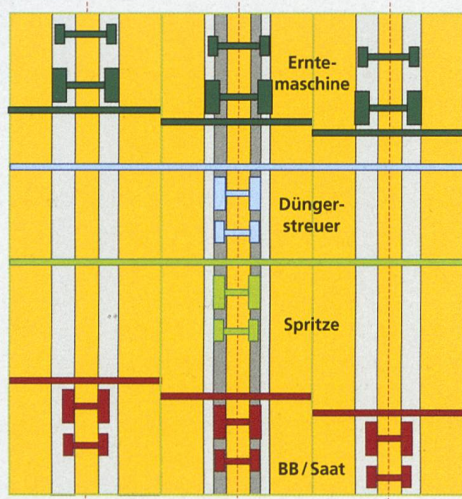 Ernte-
maschine
Dünger-
streuer
Spritze
BB / Saat